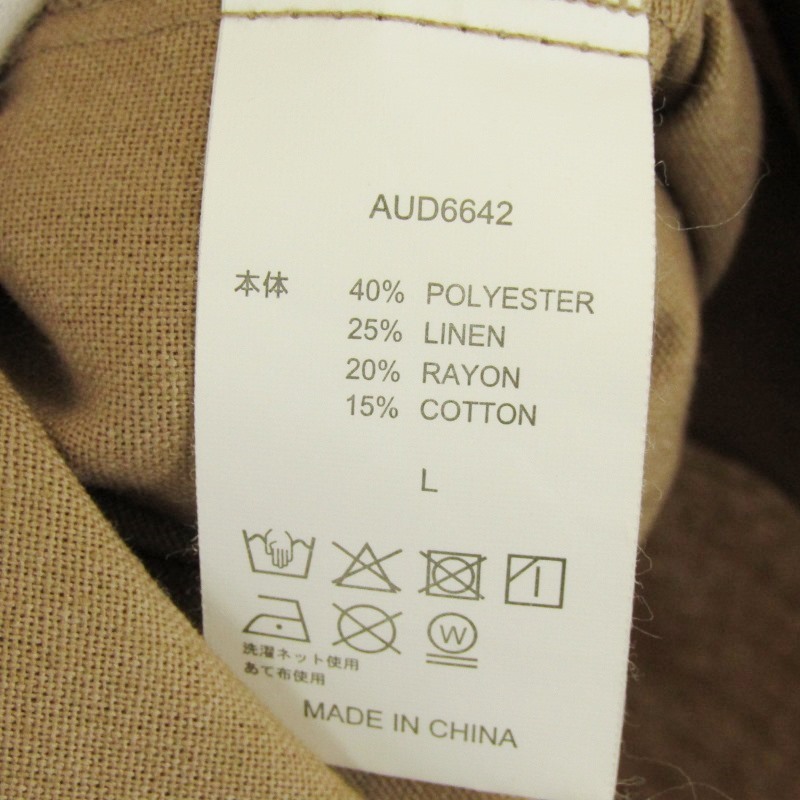 AUD6642
本体 40% POLYESTER
25% LINEN
20% RAYON
15% COTTON
L
W
洗濯ネット使用
あて布使用
MADE IN CHINA